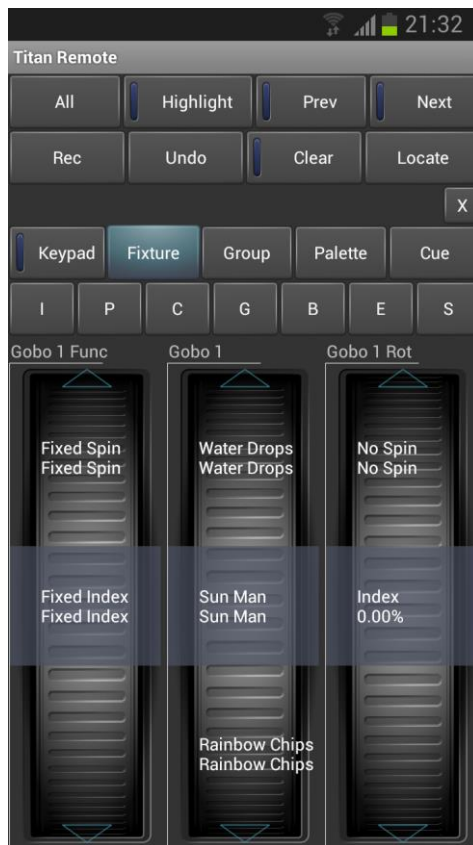 21:32
Titan Remote
All Highlight Prev Next
Rec Undo Clear Locate
X
Keypad Fixture Group Palette Cue
I P C G B E S
Gobo 1 Func Gobo 1 Gobo 1 Rot
Fixed Spin Water Drops No Spin
Fixed Spin Water Drops No Spin
Fixed Index Sun Man Index
Fixed Index Sun Man 0.00%
Rainbow Chips
Rainbow Chips